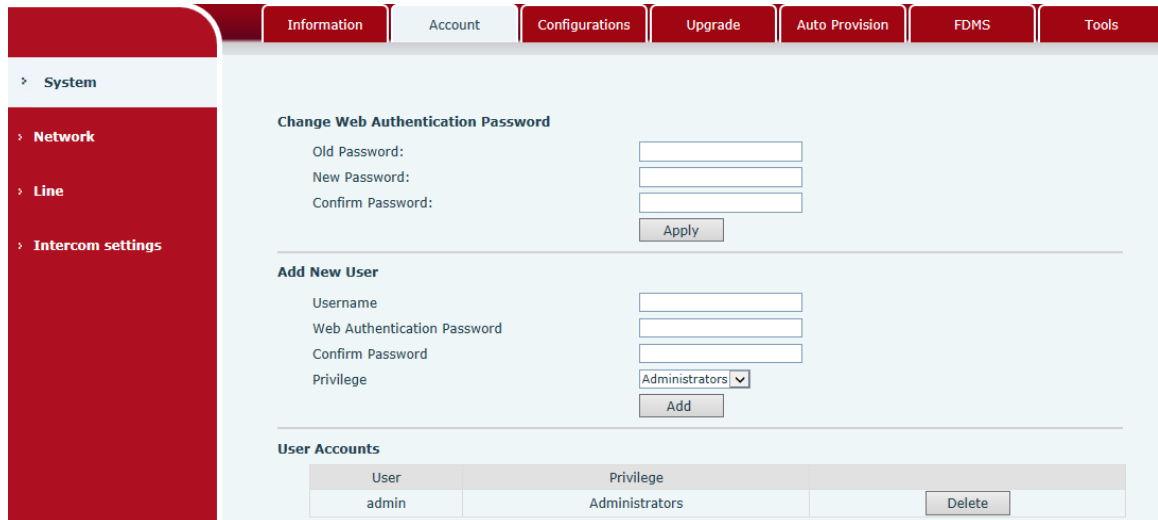 Information Account Configurations Upgrade Auto Provision FDMS Tools
System
Network
Line
Intercom settings
Change Web Authentication Password
Old Password:
New Password:
Confirm Password:
Apply
Add New User
Username
Web Authentication Password
Confirm Password
Privilege Administrators
Add
User Accounts
User Privilege
admin Administrators Delete